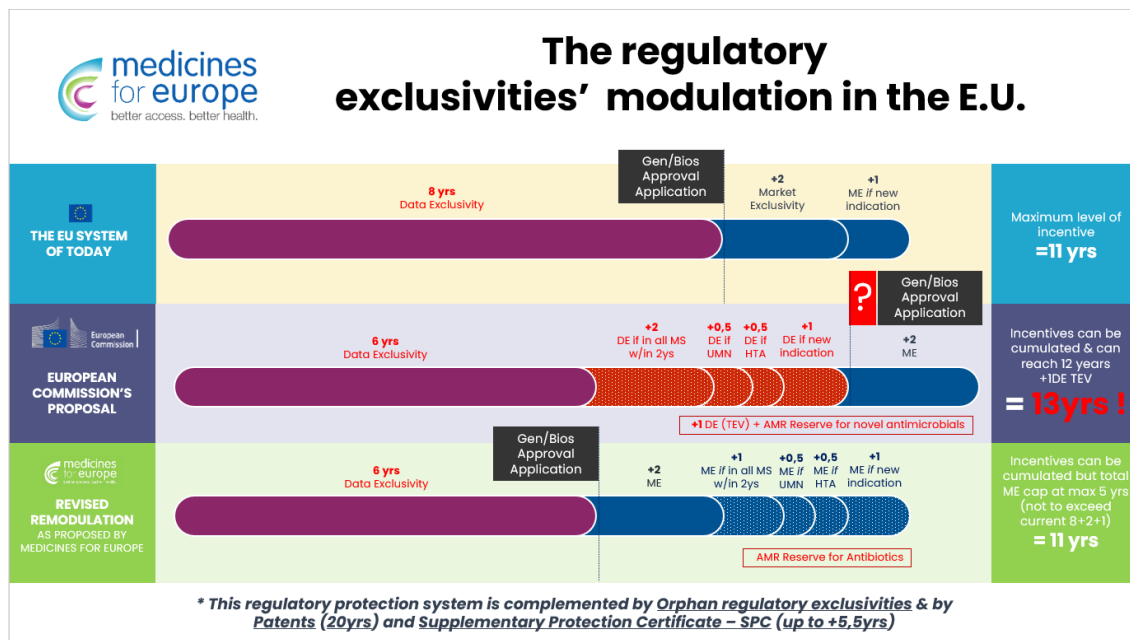 medicines
for europe
better access. better health.
The regulatory
exclusivities’ modulation in the E.U.
THE EU SYSTEM
OF TODAY
8 yrs
Data Exclusivity
Gen/Bios
Approval
Application
+2
Market
Exclusivity
+1
ME if new
indication
Maximum level of
incentive
=11 yrs
European
Commission
EUROPEAN
COMMISSION’S
PROPOSAL
6 yrs
Data Exclusivity
+2
DE if in all MS
w/in 2ys
+0,5
DE if
UMN
+0,5
DE if
HTA
+1
DE if new
indication
?
Gen/Bios
Approval
Application
+2
ME
+1 DE (TEV) + AMR Reserve for novel antimicrobials
Incentives can be
cumulated & can
reach 12 years
+1DE TEV
= 13yrs !
medicines
for europe
REVISED
REMODULATION
AS PROPOSED BY
MEDICINES FOR EUROPE
6 yrs
Data Exclusivity
Gen/Bios
Approval
Application
+2
ME
+1
ME if in all MS
w/in 2ys
+0,5
ME if
UMN
+0,5
ME if
HTA
+1
ME if new
indication
AMR Reserve for Antibiotics
Incentives can be
cumulated but total
ME cap at max 5 yrs
(not to exceed
current 8+2+1)
= 11 yrs
* This regulatory protection system is complemented by Orphan regulatory exclusivities & by
Patents (20yrs) and Supplementary Protection Certificate – SPC (up to +5,5yrs)